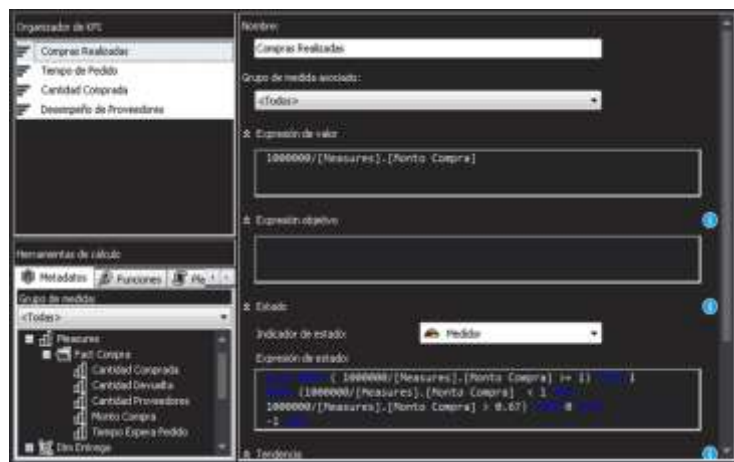 Organizador de KPI
Compras Realizadas
Tiempo de Pedido
Cantidad Comprada
Desempeño de Proveedores
Herramientas de cálculo
Metadatos
Funciones
Grupo de medida:
<Todas>
Measures
Fact Compra
Cantidad Comprada
Cantidad Devuelta
Cantidad Proveedores
Monto Compra
Tiempo Espera Pedido
Dim Entrega
Nombre:
Compras Realizadas
Grupo de medida asociado:
<Todas>
Expresión de valor
1000000/[Measures].[Monto Compra]
Expresión objetivo
Estado
Indicador de estado:
Medidor
Expresión de estado:
( 1000000/[Measures].[Monto Compra] >= 1) 1
(1000000/[Measures].[Monto Compra] < 1
1000000/[Measures].[Monto Compra] > 0.67) 0
-1
Tendencia